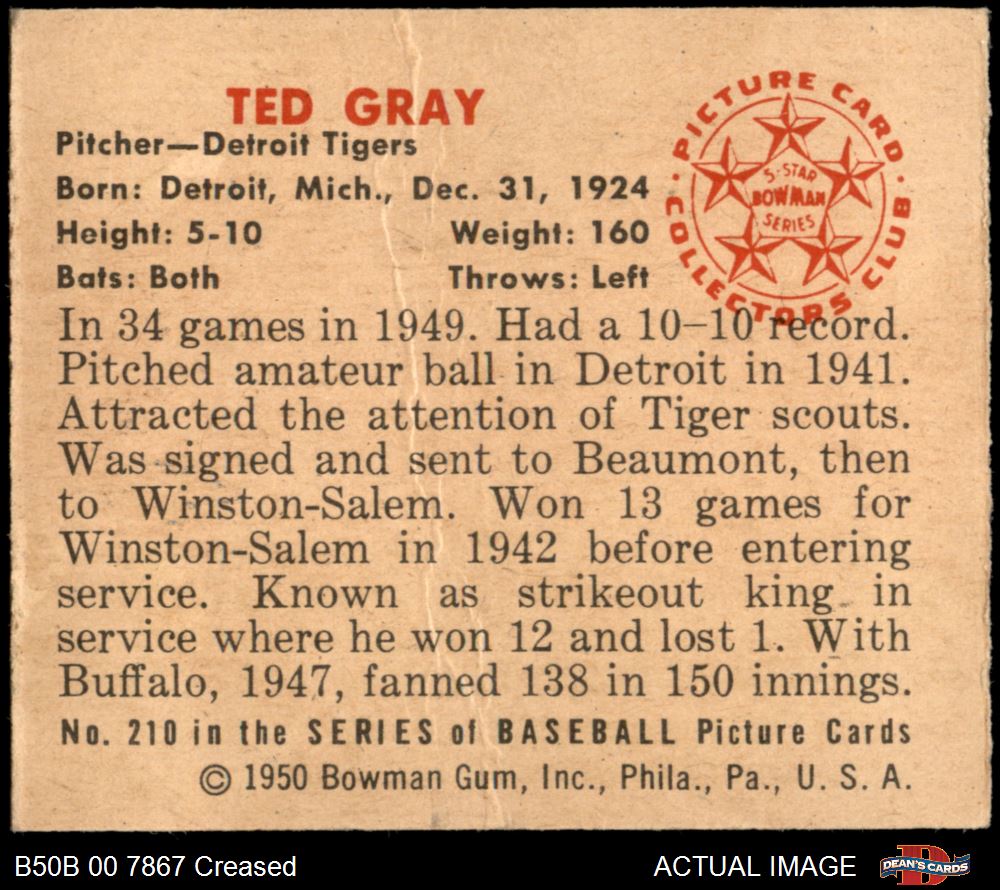 TED GRAY
Pitcher—Detroit Tigers
Born: Detroit, Mich., Dec. 31, 1924
Height: 5-10 Weight: 160
Bats: Both Throws: Left
PICTURE CARD
COLLECTORS CLUB
5-STAR
BOWMAN
SERIES
In 34 games in 1949. Had a 10-10 record.
Pitched amateur ball in Detroit in 1941.
Attracted the attention of Tiger scouts.
Was signed and sent to Beaumont, then
to Winston-Salem. Won 13 games for
Winston-Salem in 1942 before entering
service. Known as strikeout king in
service where he won 12 and lost 1. With
Buffalo, 1947, fanned 138 in 150 innings.
No. 210 in the SERIES of BASEBALL Picture Cards
© 1950 Bowman Gum, Inc., Phila., Pa., U. S. A.
B50B 00 7867 Creased
ACTUAL IMAGE
DEAN'S CARDS